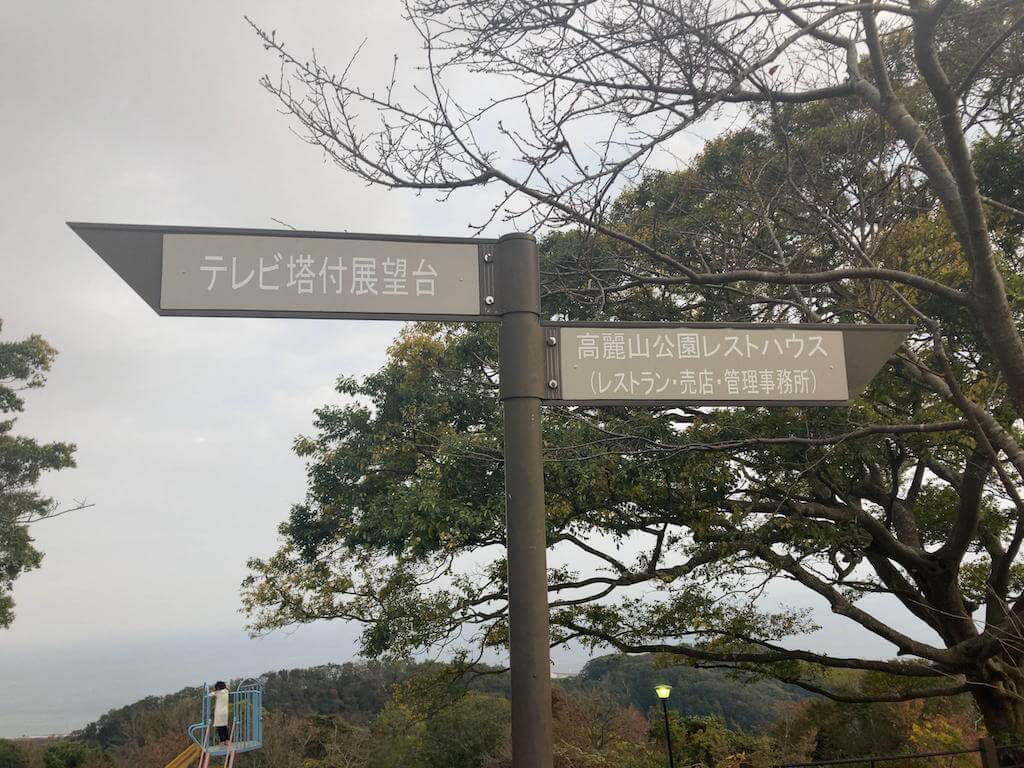 テレビ塔付展望台
高麗山公園レストハウス
（レストラン・売店・管理事務所）